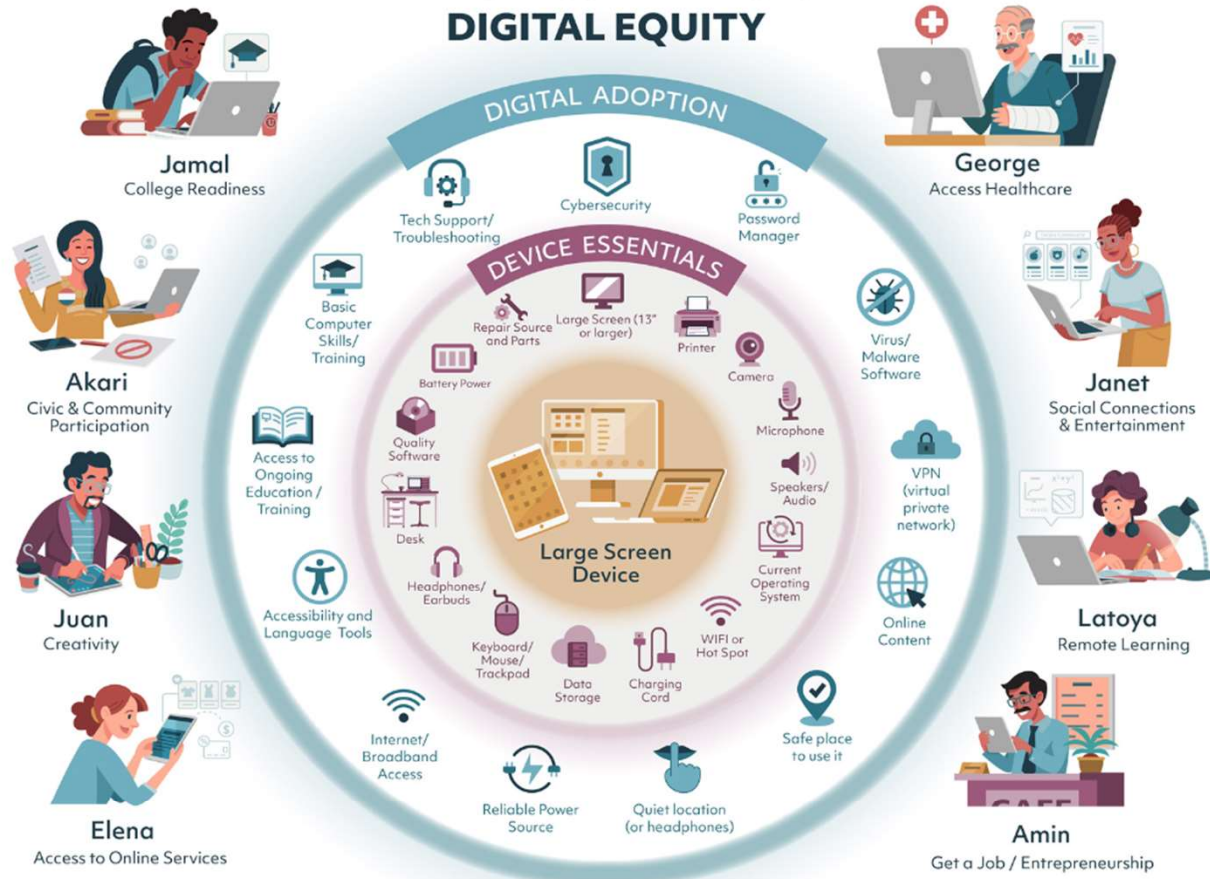 DIGITAL EQUITY
DIGITAL ADOPTION
Tech Support/
Troubleshooting
Cybersecurity
Password
Manager
Basic
Computer
Skills/
Training
Virus/
Malware
Software
Access to
Ongoing
Education /
Training
VPN
(virtual
private
network)
Accessibility and
Language Tools
Online
Content
Internet/
Broadband
Access
Safe place
to use it
Reliable Power
Source
Quiet location
(or headphones)
DEVICE ESSENTIALS
Repair Source
and Parts
Large Screen (13"
or larger)
Printer
Battery Power
Camera
Quality
Software
Microphone
Desk
Speakers/
Audio
Headphones/
Earbuds
Current
Operating
System
Keyboard/
Mouse/
Trackpad
Data
Storage
Charging
Cord
WIFI or
Hot Spot
Large Screen
Device
Jamal
College Readiness
Akari
Civic & Community
Participation
Juan
Creativity
Elena
Access to Online Services
George
Access Healthcare
Janet
Social Connections
& Entertainment
Latoya
Remote Learning
CAFE
Amin
Get a Job / Entrepreneurship